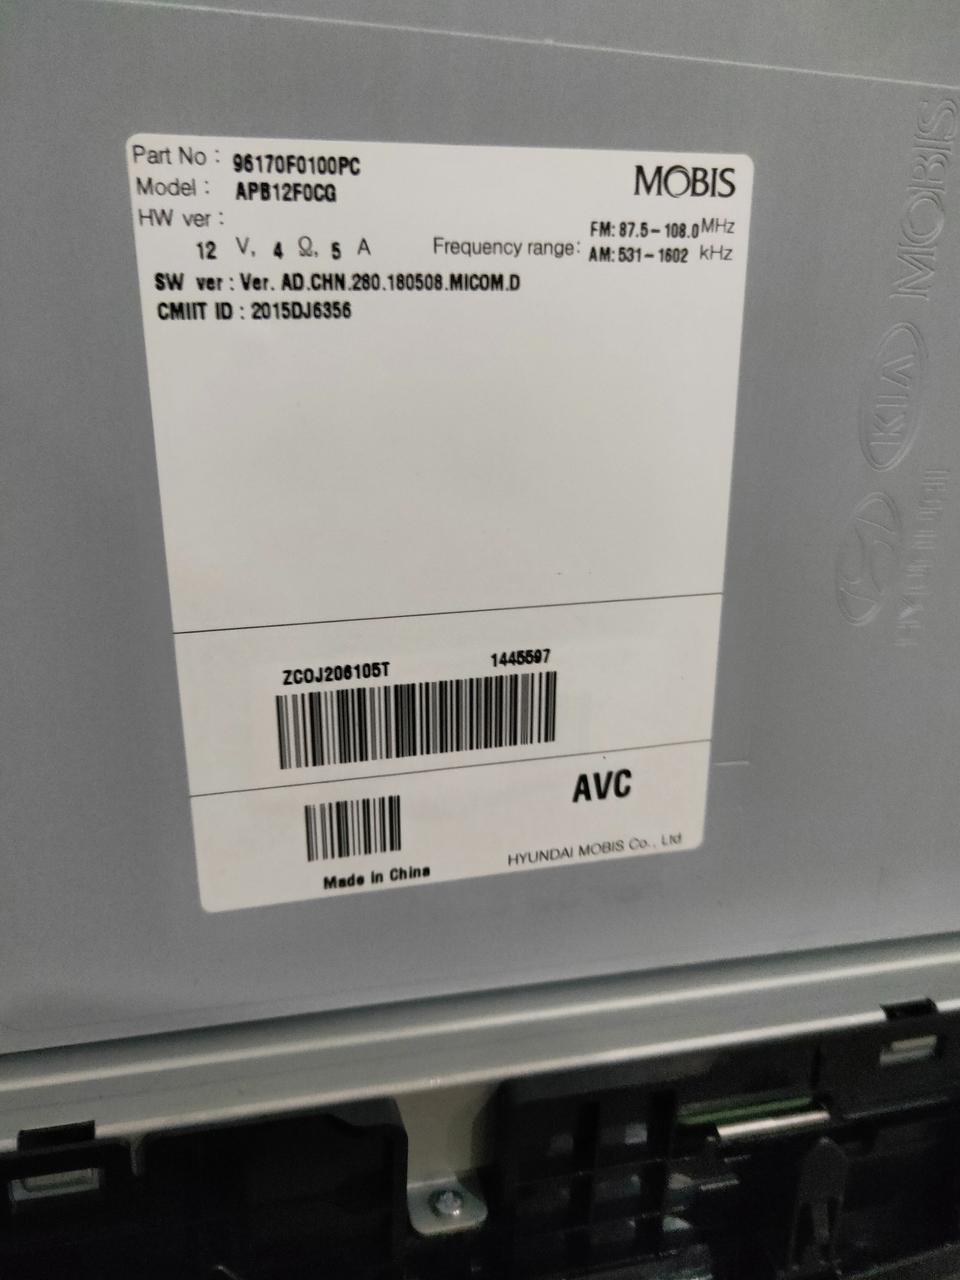 Part No : 96170F0100PC
MOBIS
Model : APB12F0CG
HW ver :
12 V, 4 Ω, 5 A
Frequency range: FM: 87.5~108.0 MHz
AM: 531~1602 kHz
SW ver : Ver. AD.CHN.280.180508.MICOM.D
CMIIT ID : 2015DJ6356
ZCOJ206105T 1445597
AVC
HYUNDAI MOBIS Co., Ltd
Made in China
MOBIS
KIA
HYUNDAI